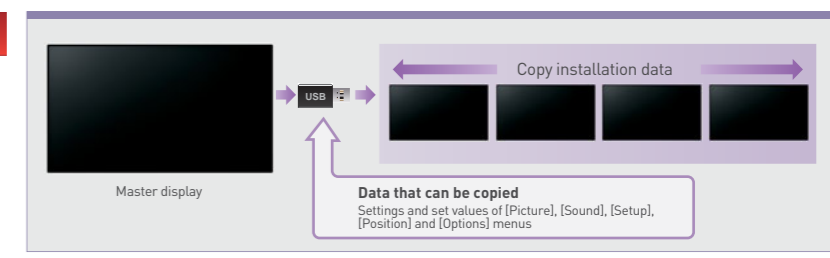 Copy installation data
USB
Master display
Data that can be copied
Settings and set values of [Picture], [Sound], [Setup],
[Position] and [Options] menus